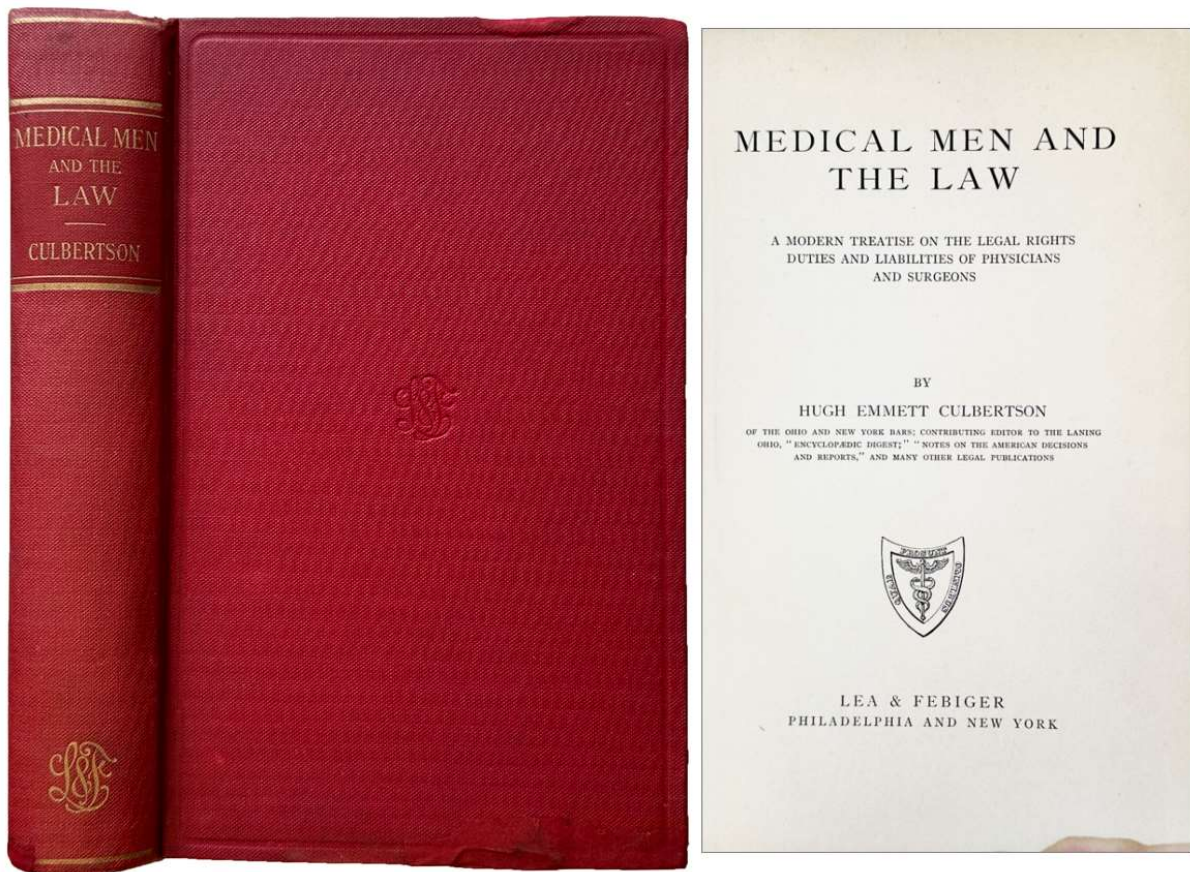 MEDICAL MEN
AND THE
LAW
CULBERTSON
L&F
L&F
MEDICAL MEN AND
THE LAW
A MODERN TREATISE ON THE LEGAL RIGHTS
DUTIES AND LIABILITIES OF PHYSICIANS
AND SURGEONS
BY
HUGH EMMETT CULBERTSON
OF THE OHIO AND NEW YORK BARS; CONTRIBUTING EDITOR TO THE LANING
OHIO, "ENCYCLOPÆDIC DIGEST;" "NOTES ON THE AMERICAN DECISIONS
AND REPORTS," AND MANY OTHER LEGAL PUBLICATIONS
QUAE
PROSUNT
OMNIBUS
LEA & FEBIGER
PHILADELPHIA AND NEW YORK